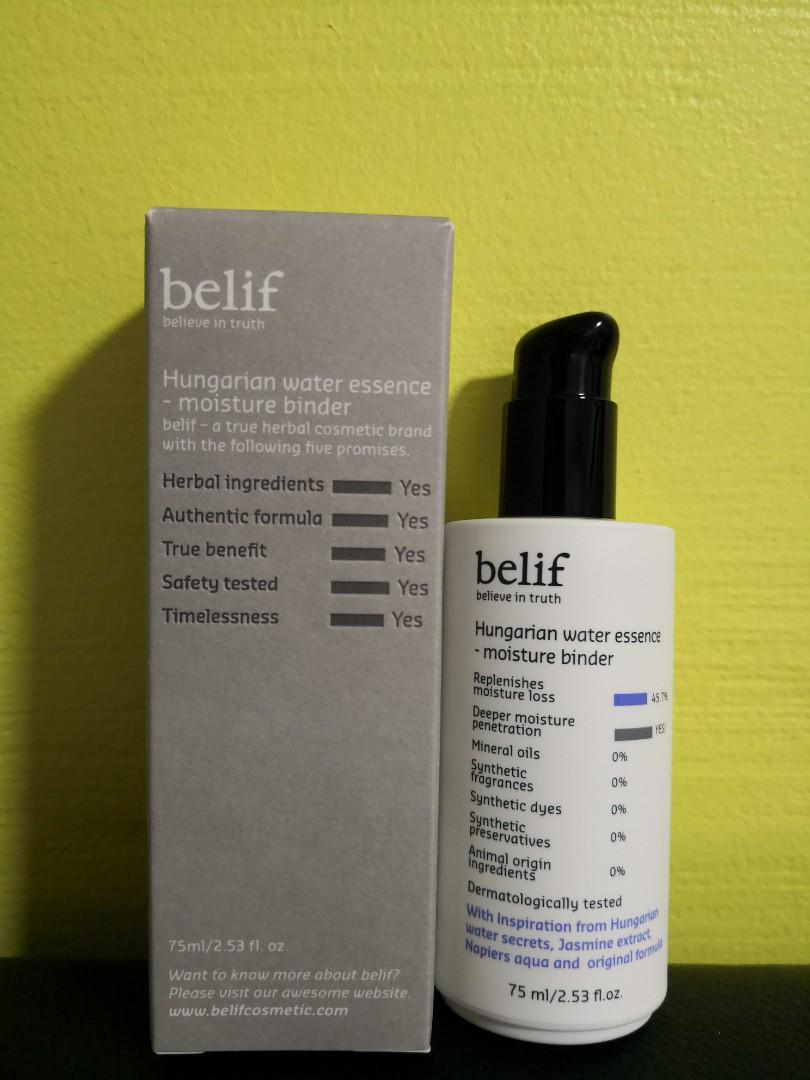 belif
believe in truth
Hungarian water essence
- moisture binder
belif – a true herbal cosmetic brand
with the following five promises.
Herbal ingredients Yes
Authentic formula Yes
True benefit Yes
Safety tested Yes
Timelessness Yes
75ml/2.53 fl. oz.
Want to know more about belif?
Please visit our awesome website.
www.belifcosmetic.com
belif
believe in truth
Hungarian water essence
- moisture binder
Replenishes
moisture loss 45.7%
Deeper moisture
penetration YES!
Mineral oils 0%
Synthetic
fragrances 0%
Synthetic dyes 0%
Synthetic
preservatives 0%
Animal origin
ingredients 0%
Dermatologically tested
With Inspiration from Hungarian
water secrets, Jasmine extract,
Napiers aqua and original formula
75 ml/2.53 fl.oz.